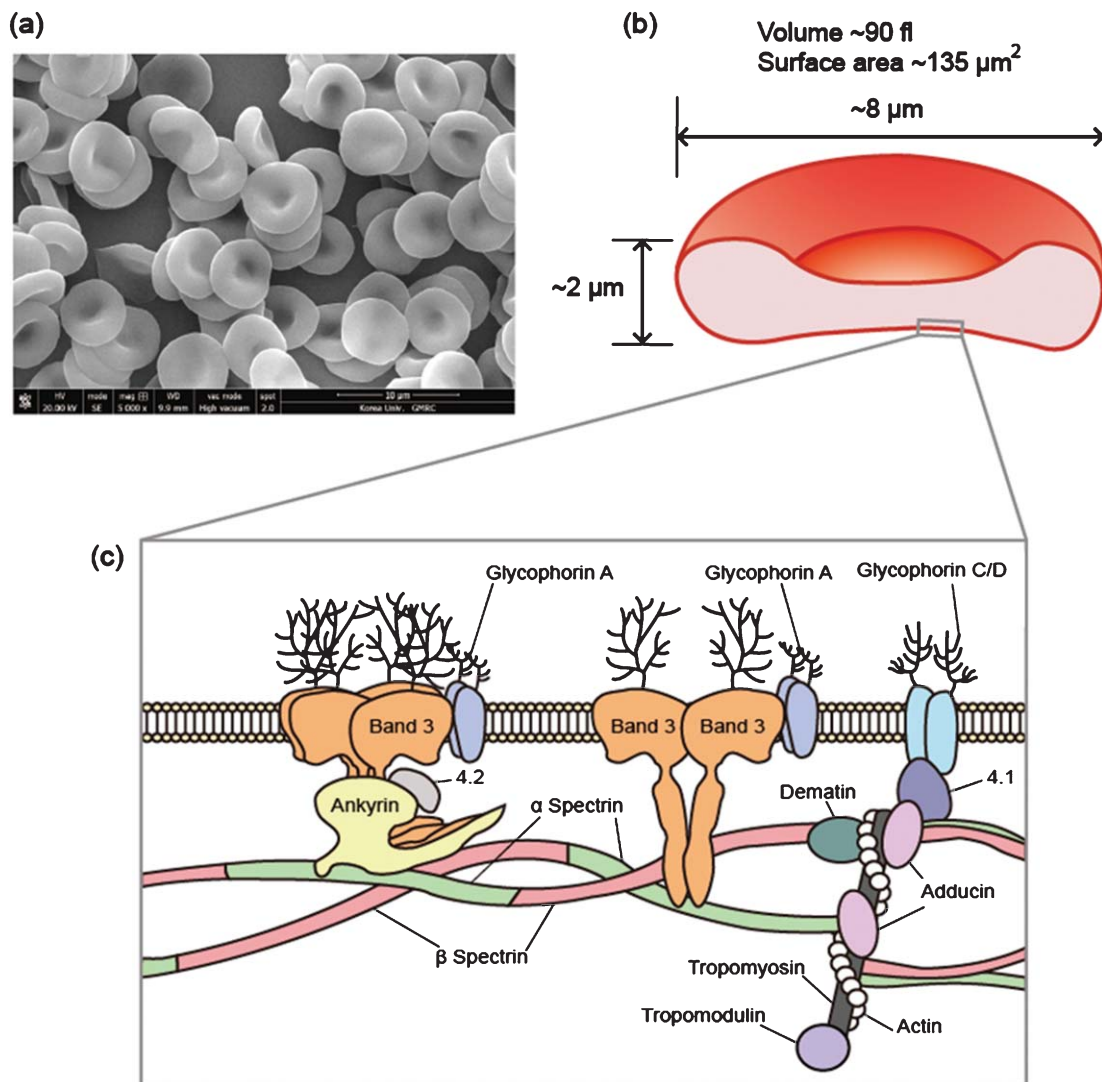 (a)
HV mode mag WD vac mode spot 10 µm
20.00 kV SE 5 000 x 9.9 mm High vacuum 2.0 Korea Univ. GMRC
(b)
Volume ~90 fl
Surface area ~135 µm²
~8 µm
~2 µm
(c)
Glycophorin A
Glycophorin A
Glycophorin C/D
Band 3
Band 3
Band 3
4.2
4.1
Ankyrin
Dematin
α Spectrin
Adducin
β Spectrin
Tropomyosin
Tropomodulin
Actin